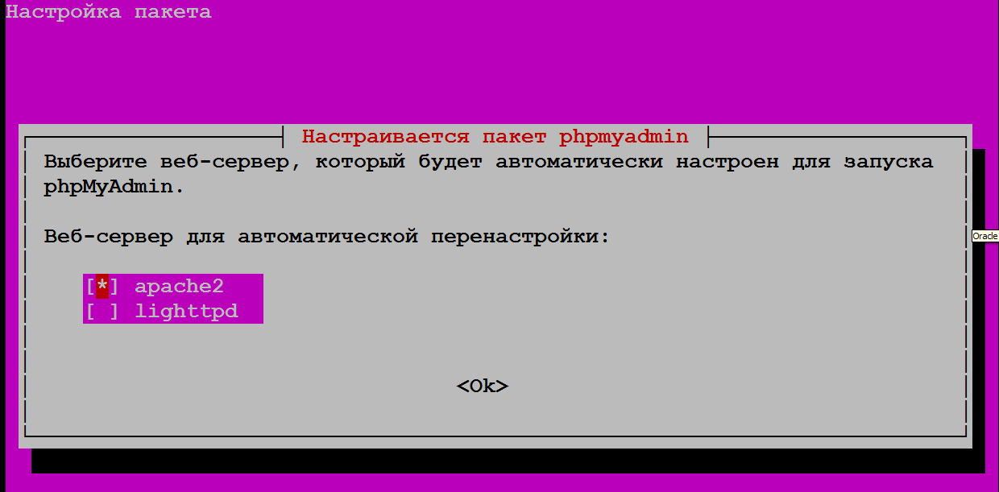 Настройка пакета
Настраивается пакет phpmyadmin
Выберите веб-сервер, который будет автоматически настроен для запуска
phpMyAdmin.
Веб-сервер для автоматической перенастройки:
[*] apache2
[ ] lighttpd
<Ok>
Oracle